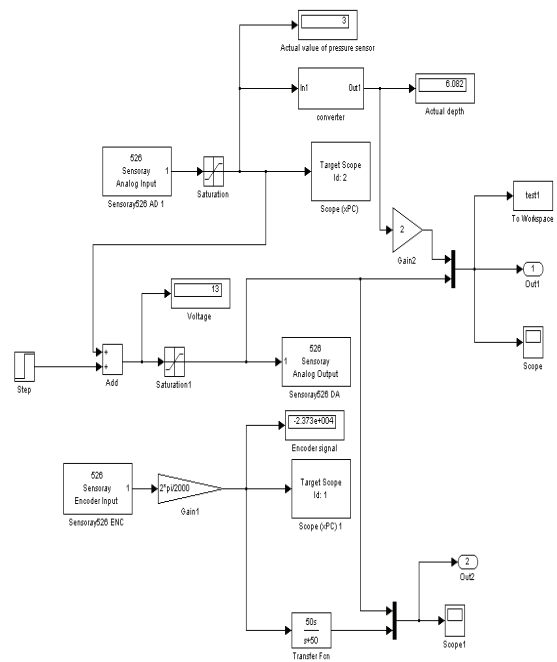 3
Actual value of pressure sensor
In1
Out1
converter
6.082
Actual depth
526
Sensoray
Analog Input
1
Sensoray526 AD 1
Saturation
Target Scope
Id: 2
Scope (xPC)
2
Gain2
test1
To Workspace
1
Out1
Scope
13
Voltage
Step
+
+
Add
Saturation1
1
526
Sensoray
Analog Output
Sensoray526 DA
-2.373e+004
Encoder signal
526
Sensoray
Encoder Input
1
Sensoray526 ENC
2*pi/2000
Gain1
Target Scope
Id: 1
Scope (xPC) 1
2
Out2
50s
s+50
Transfer Fcn
Scope1